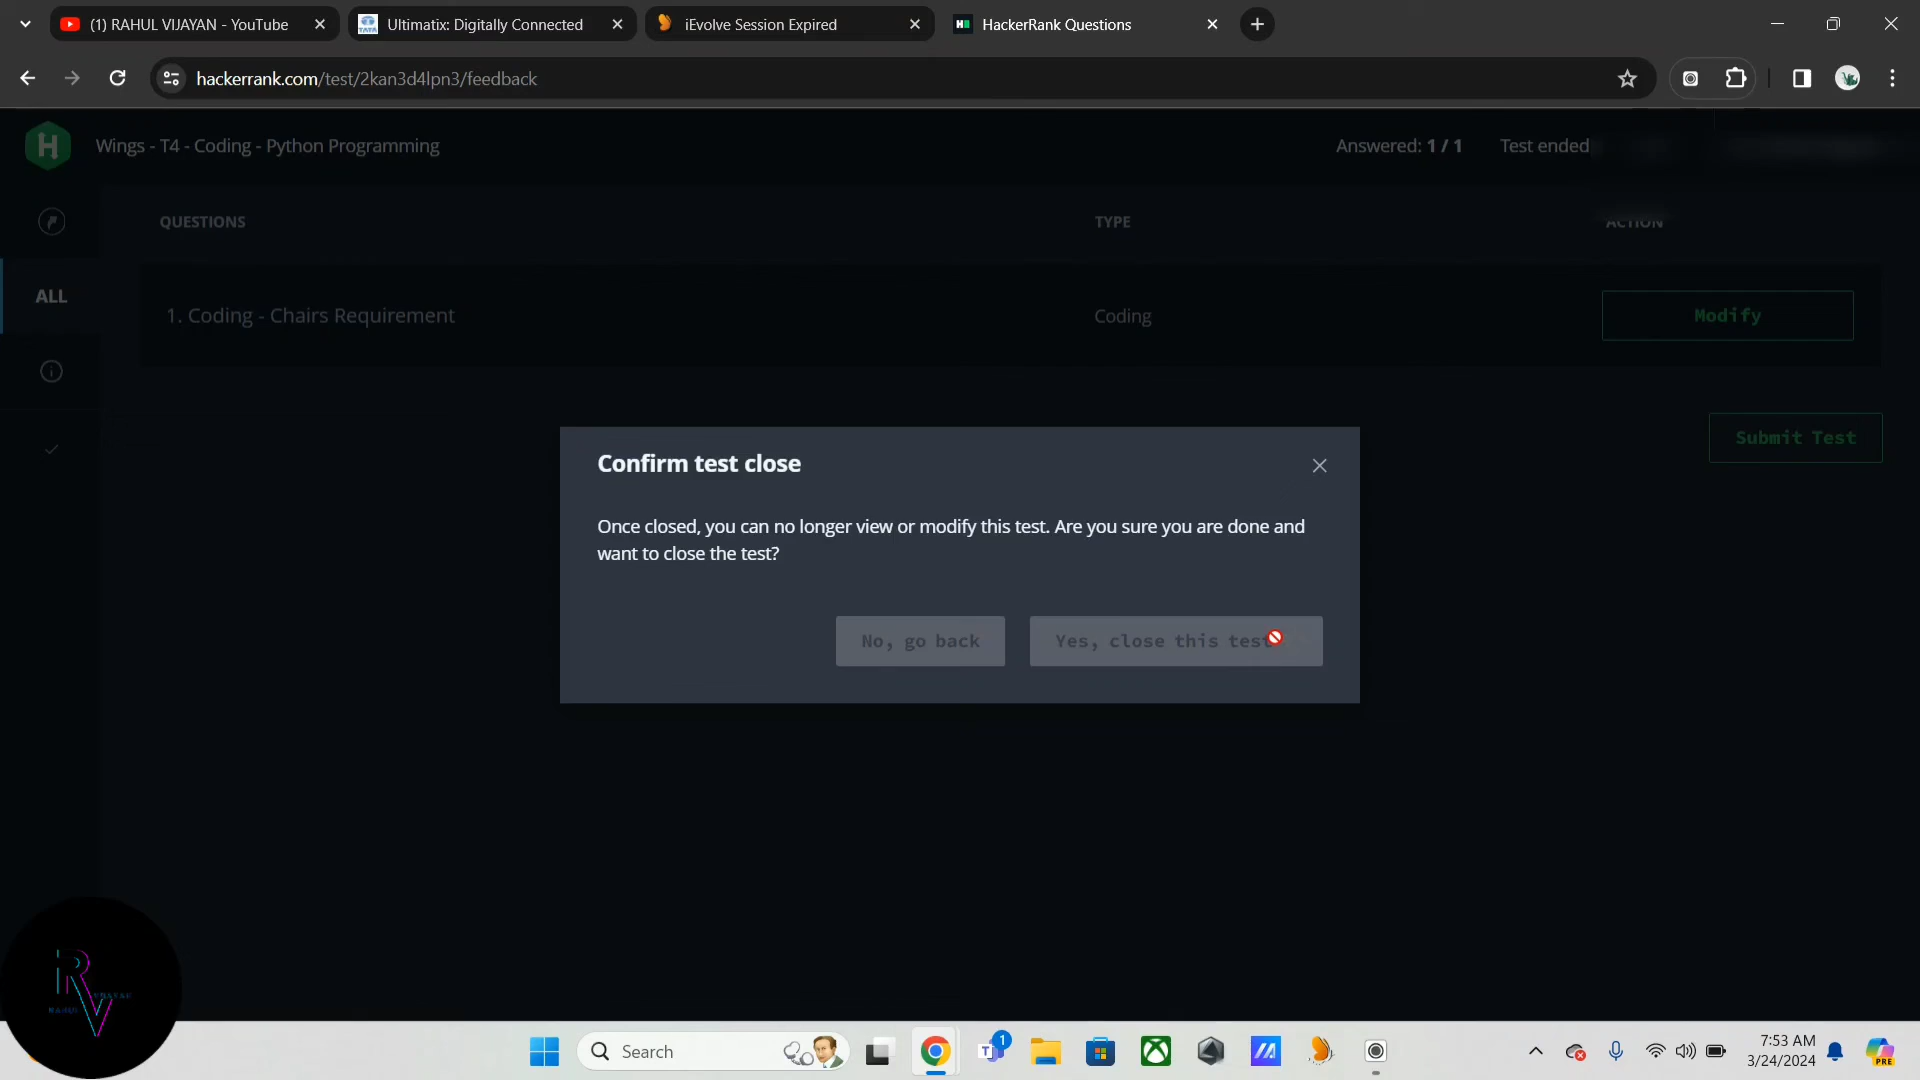 (1) RAHUL VIJAYAN - YouTube
Ultimatix: Digitally Connected
iEvolve Session Expired
HackerRank Questions
hackerrank.com/test/2kan3d4lpn3/feedback
Wings - T4 - Coding - Python Programming
Answered: 1 / 1
Test ended
QUESTIONS
TYPE
ACTION
ALL
1. Coding - Chairs Requirement
Coding
Modify
Submit Test
Confirm test close
Once closed, you can no longer view or modify this test. Are you sure you are done and
want to close the test?
No, go back
Yes, close this test
RV
Search
1
7:53 AM
3/24/2024
PRE